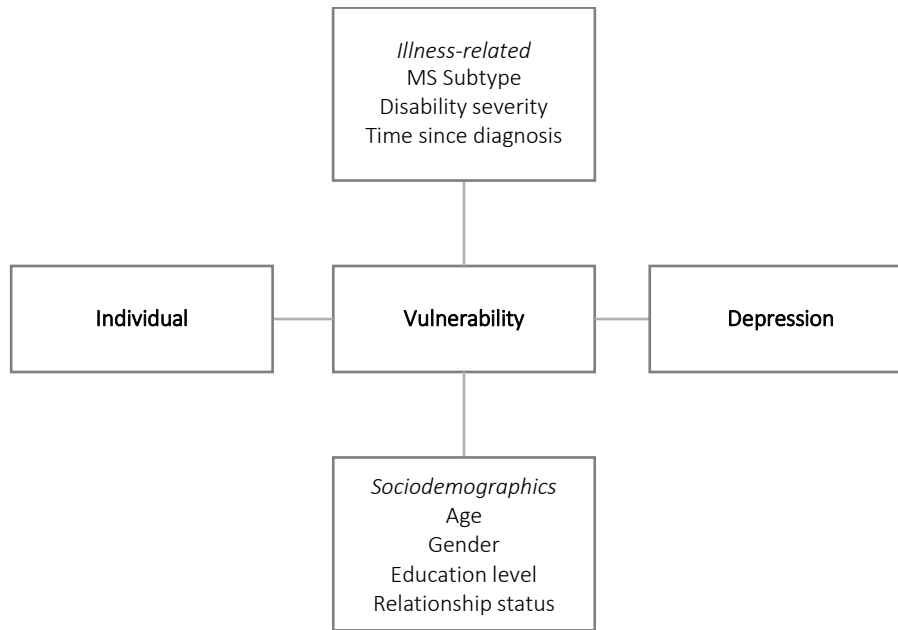 Illness-related
MS Subtype
Disability severity
Time since diagnosis
Individual
Vulnerability
Depression
Sociodemographics
Age
Gender
Education level
Relationship status